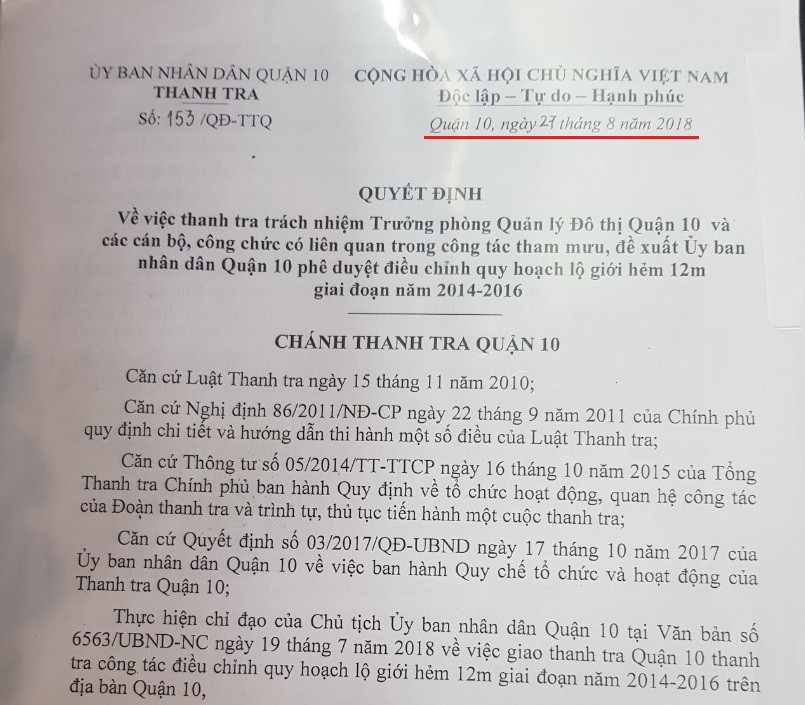 ỦY BAN NHÂN DÂN QUẬN 10
THANH TRA
Số: 153/QĐ-TTQ
CỘNG HÒA XÃ HỘI CHỦ NGHĨA VIỆT NAM
Độc lập – Tự do – Hạnh phúc
Quận 10, ngày 27 tháng 8 năm 2018
QUYẾT ĐỊNH
Về việc thanh tra trách nhiệm Trưởng phòng Quản lý Đô thị Quận 10 và
các cán bộ, công chức có liên quan trong công tác tham mưu, đề xuất Ủy ban
nhân dân Quận 10 phê duyệt điều chỉnh quy hoạch lộ giới hẻm 12m
giai đoạn năm 2014-2016
CHÁNH THANH TRA QUẬN 10
Căn cứ Luật Thanh tra ngày 15 tháng 11 năm 2010;
Căn cứ Nghị định 86/2011/NĐ-CP ngày 22 tháng 9 năm 2011 của Chính phủ
quy định chi tiết và hướng dẫn thi hành một số điều của Luật Thanh tra;
Căn cứ Thông tư số 05/2014/TT-TTCP ngày 16 tháng 10 năm 2015 của Tổng
Thanh tra Chính phủ ban hành Quy định về tổ chức hoạt động, quan hệ công tác
của Đoàn thanh tra và trình tự, thủ tục tiến hành một cuộc thanh tra;
Căn cứ Quyết định số 03/2017/QĐ-UBND ngày 17 tháng 10 năm 2017 của
Ủy ban nhân dân Quận 10 về việc ban hành Quy chế tổ chức và hoạt động của
Thanh tra Quận 10;
Thực hiện chỉ đạo của Chủ tịch Ủy ban nhân dân Quận 10 tại Văn bản số
6563/UBND-NC ngày 19 tháng 7 năm 2018 về việc giao thanh tra Quận 10 thanh
tra công tác điều chỉnh quy hoạch lộ giới hẻm 12m giai đoạn năm 2014-2016 trên
địa bàn Quận 10,